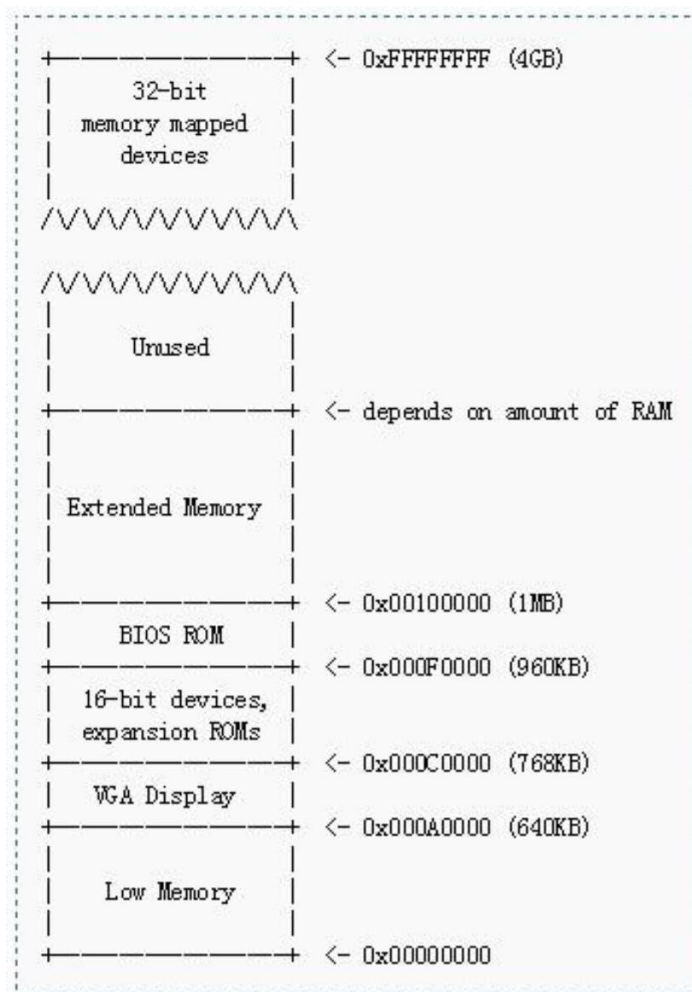 <- 0xFFFFFFFF (4GB)
32-bit
memory mapped
devices
/\/\/\/\/\/\/\/\/\/\
/\/\/\/\/\/\/\/\/\/\
Unused
<- depends on amount of RAM
Extended Memory
<- 0x00100000 (1MB)
BIOS ROM
<- 0x000F0000 (960KB)
16-bit devices,
expansion ROMs
<- 0x000C0000 (768KB)
VGA Display
<- 0x000A0000 (640KB)
Low Memory
<- 0x00000000